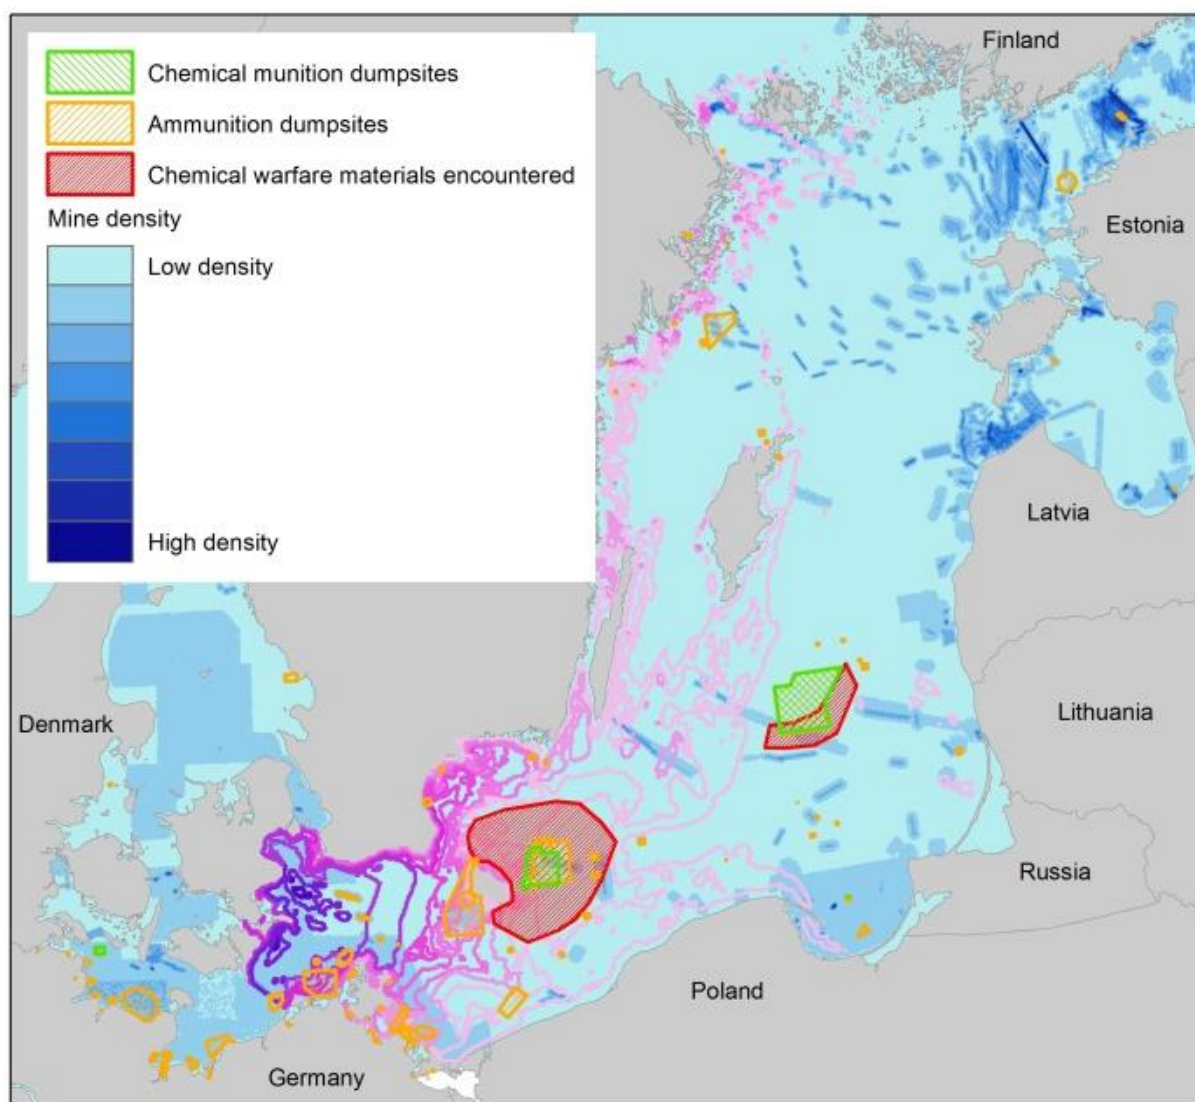 Chemical munition dumpsites
Ammunition dumpsites
Chemical warfare materials encountered
Mine density
Low density
High density
Finland
Estonia
Latvia
Lithuania
Denmark
Russia
Poland
Germany